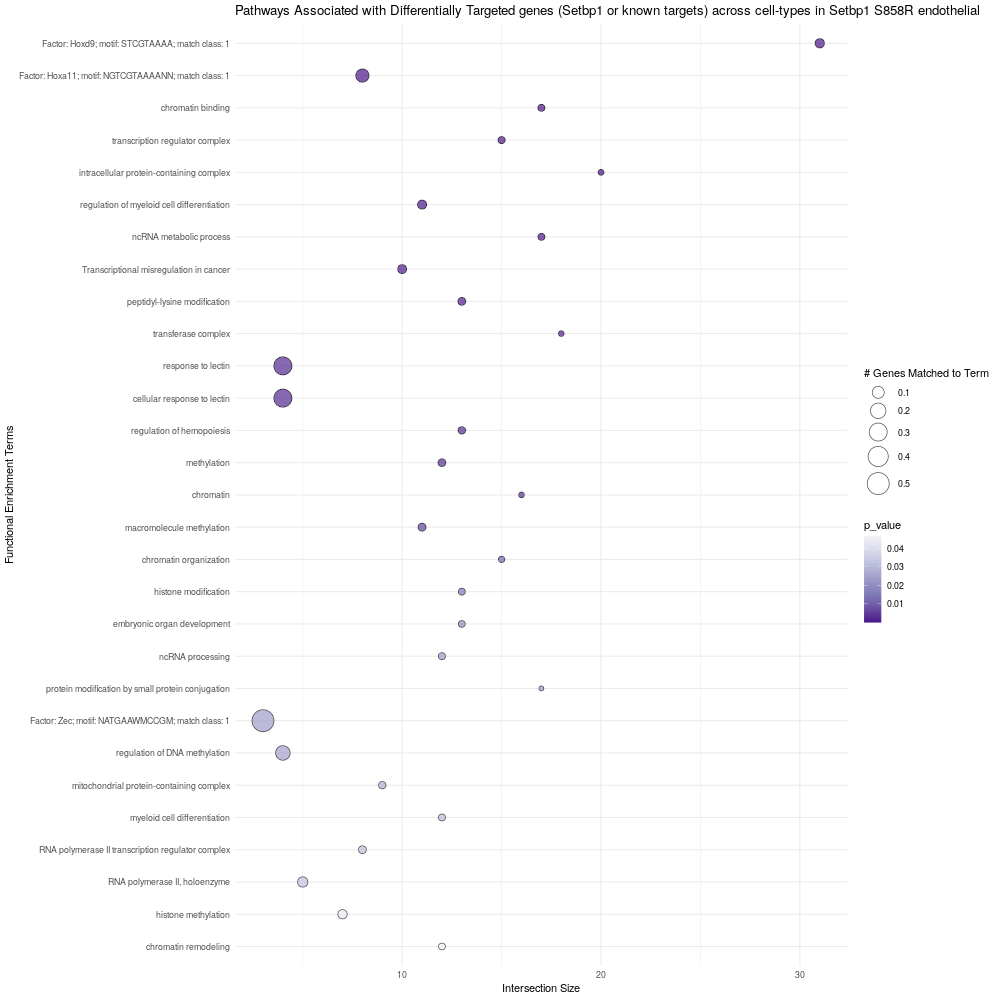 Pathways Associated with Differentially Targeted genes (Setbp1 or known targets) across cell-types in Setbp1 S858R endothelial
Factor: Hoxd9; motif: STCGTAAAA; match class: 1
Factor: Hoxa11; motif: NGTCGTAAAANN; match class: 1
chromatin binding
transcription regulator complex
intracellular protein-containing complex
regulation of myeloid cell differentiation
ncRNA metabolic process
Transcriptional misregulation in cancer
peptidyl-lysine modification
transferase complex
response to lectin
cellular response to lectin
regulation of hemopoiesis
methylation
chromatin
macromolecule methylation
chromatin organization
histone modification
embryonic organ development
ncRNA processing
protein modification by small protein conjugation
Factor: Zec; motif: NATGAAWMCCGM; match class: 1
regulation of DNA methylation
mitochondrial protein-containing complex
myeloid cell differentiation
RNA polymerase II transcription regulator complex
RNA polymerase II, holoenzyme
histone methylation
chromatin remodeling
Functional Enrichment Terms
10 20 30
Intersection Size
# Genes Matched to Term
0.1
0.2
0.3
0.4
0.5
p_value
0.04
0.03
0.02
0.01